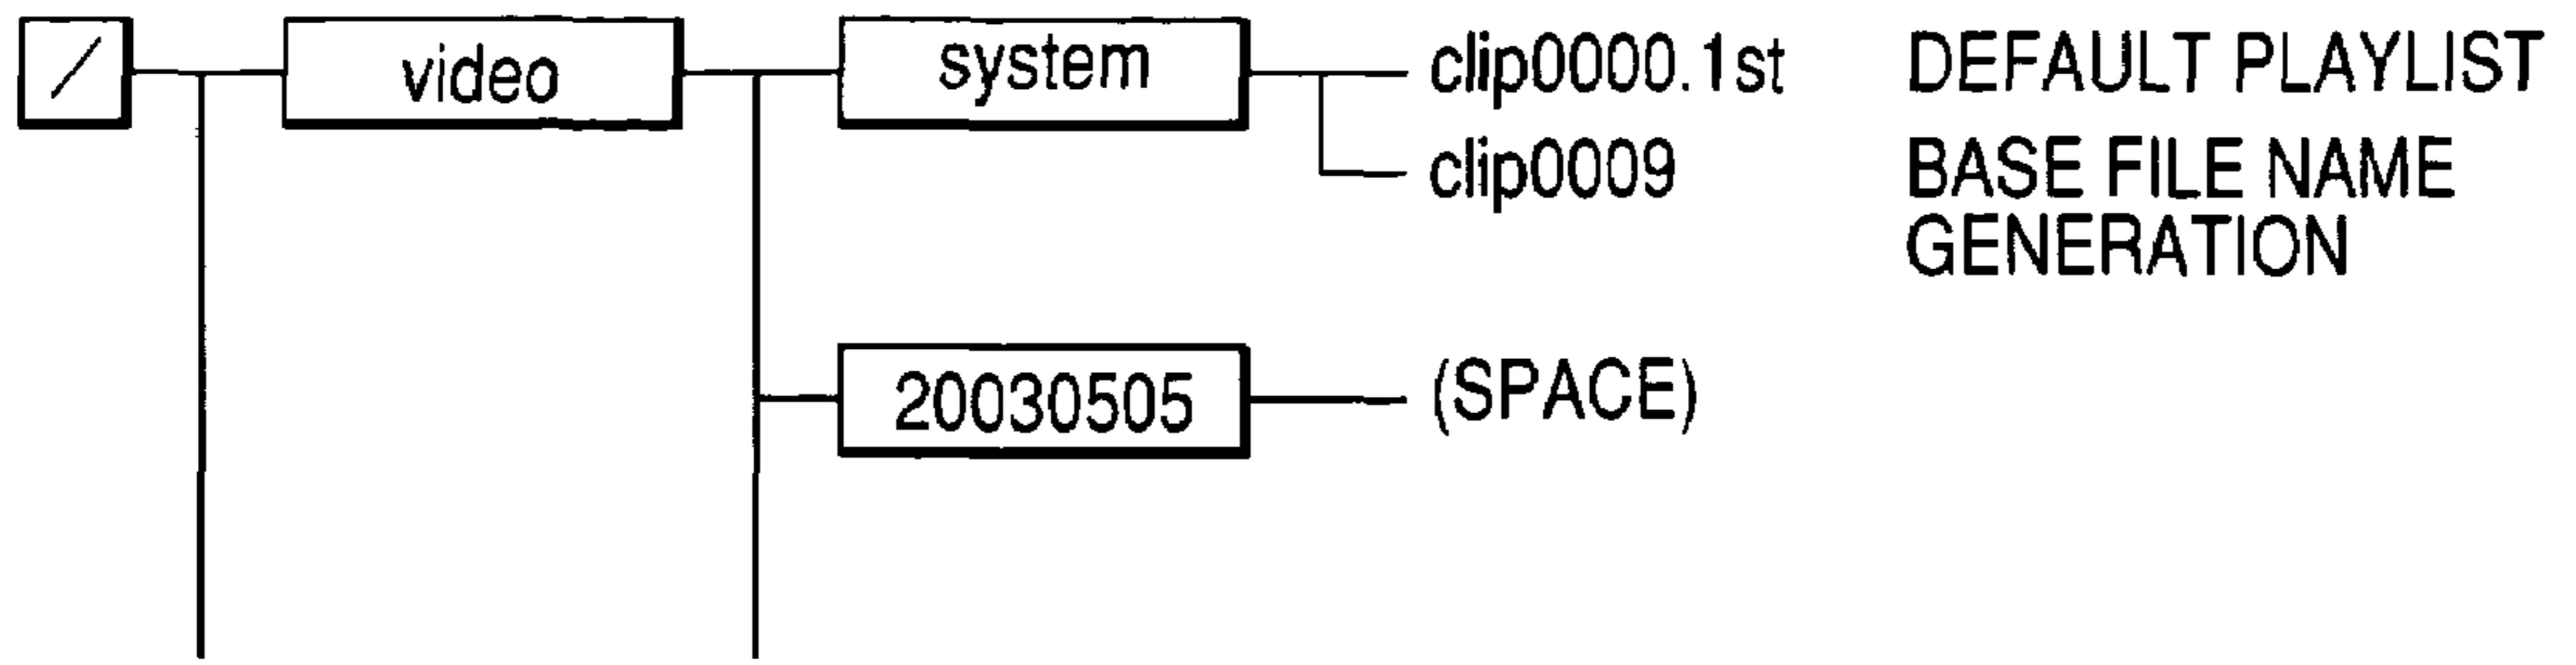 / video system clip0000.1st DEFAULT PLAYLIST
clip0009 BASE FILE NAME
GENERATION
20030505 (SPACE)